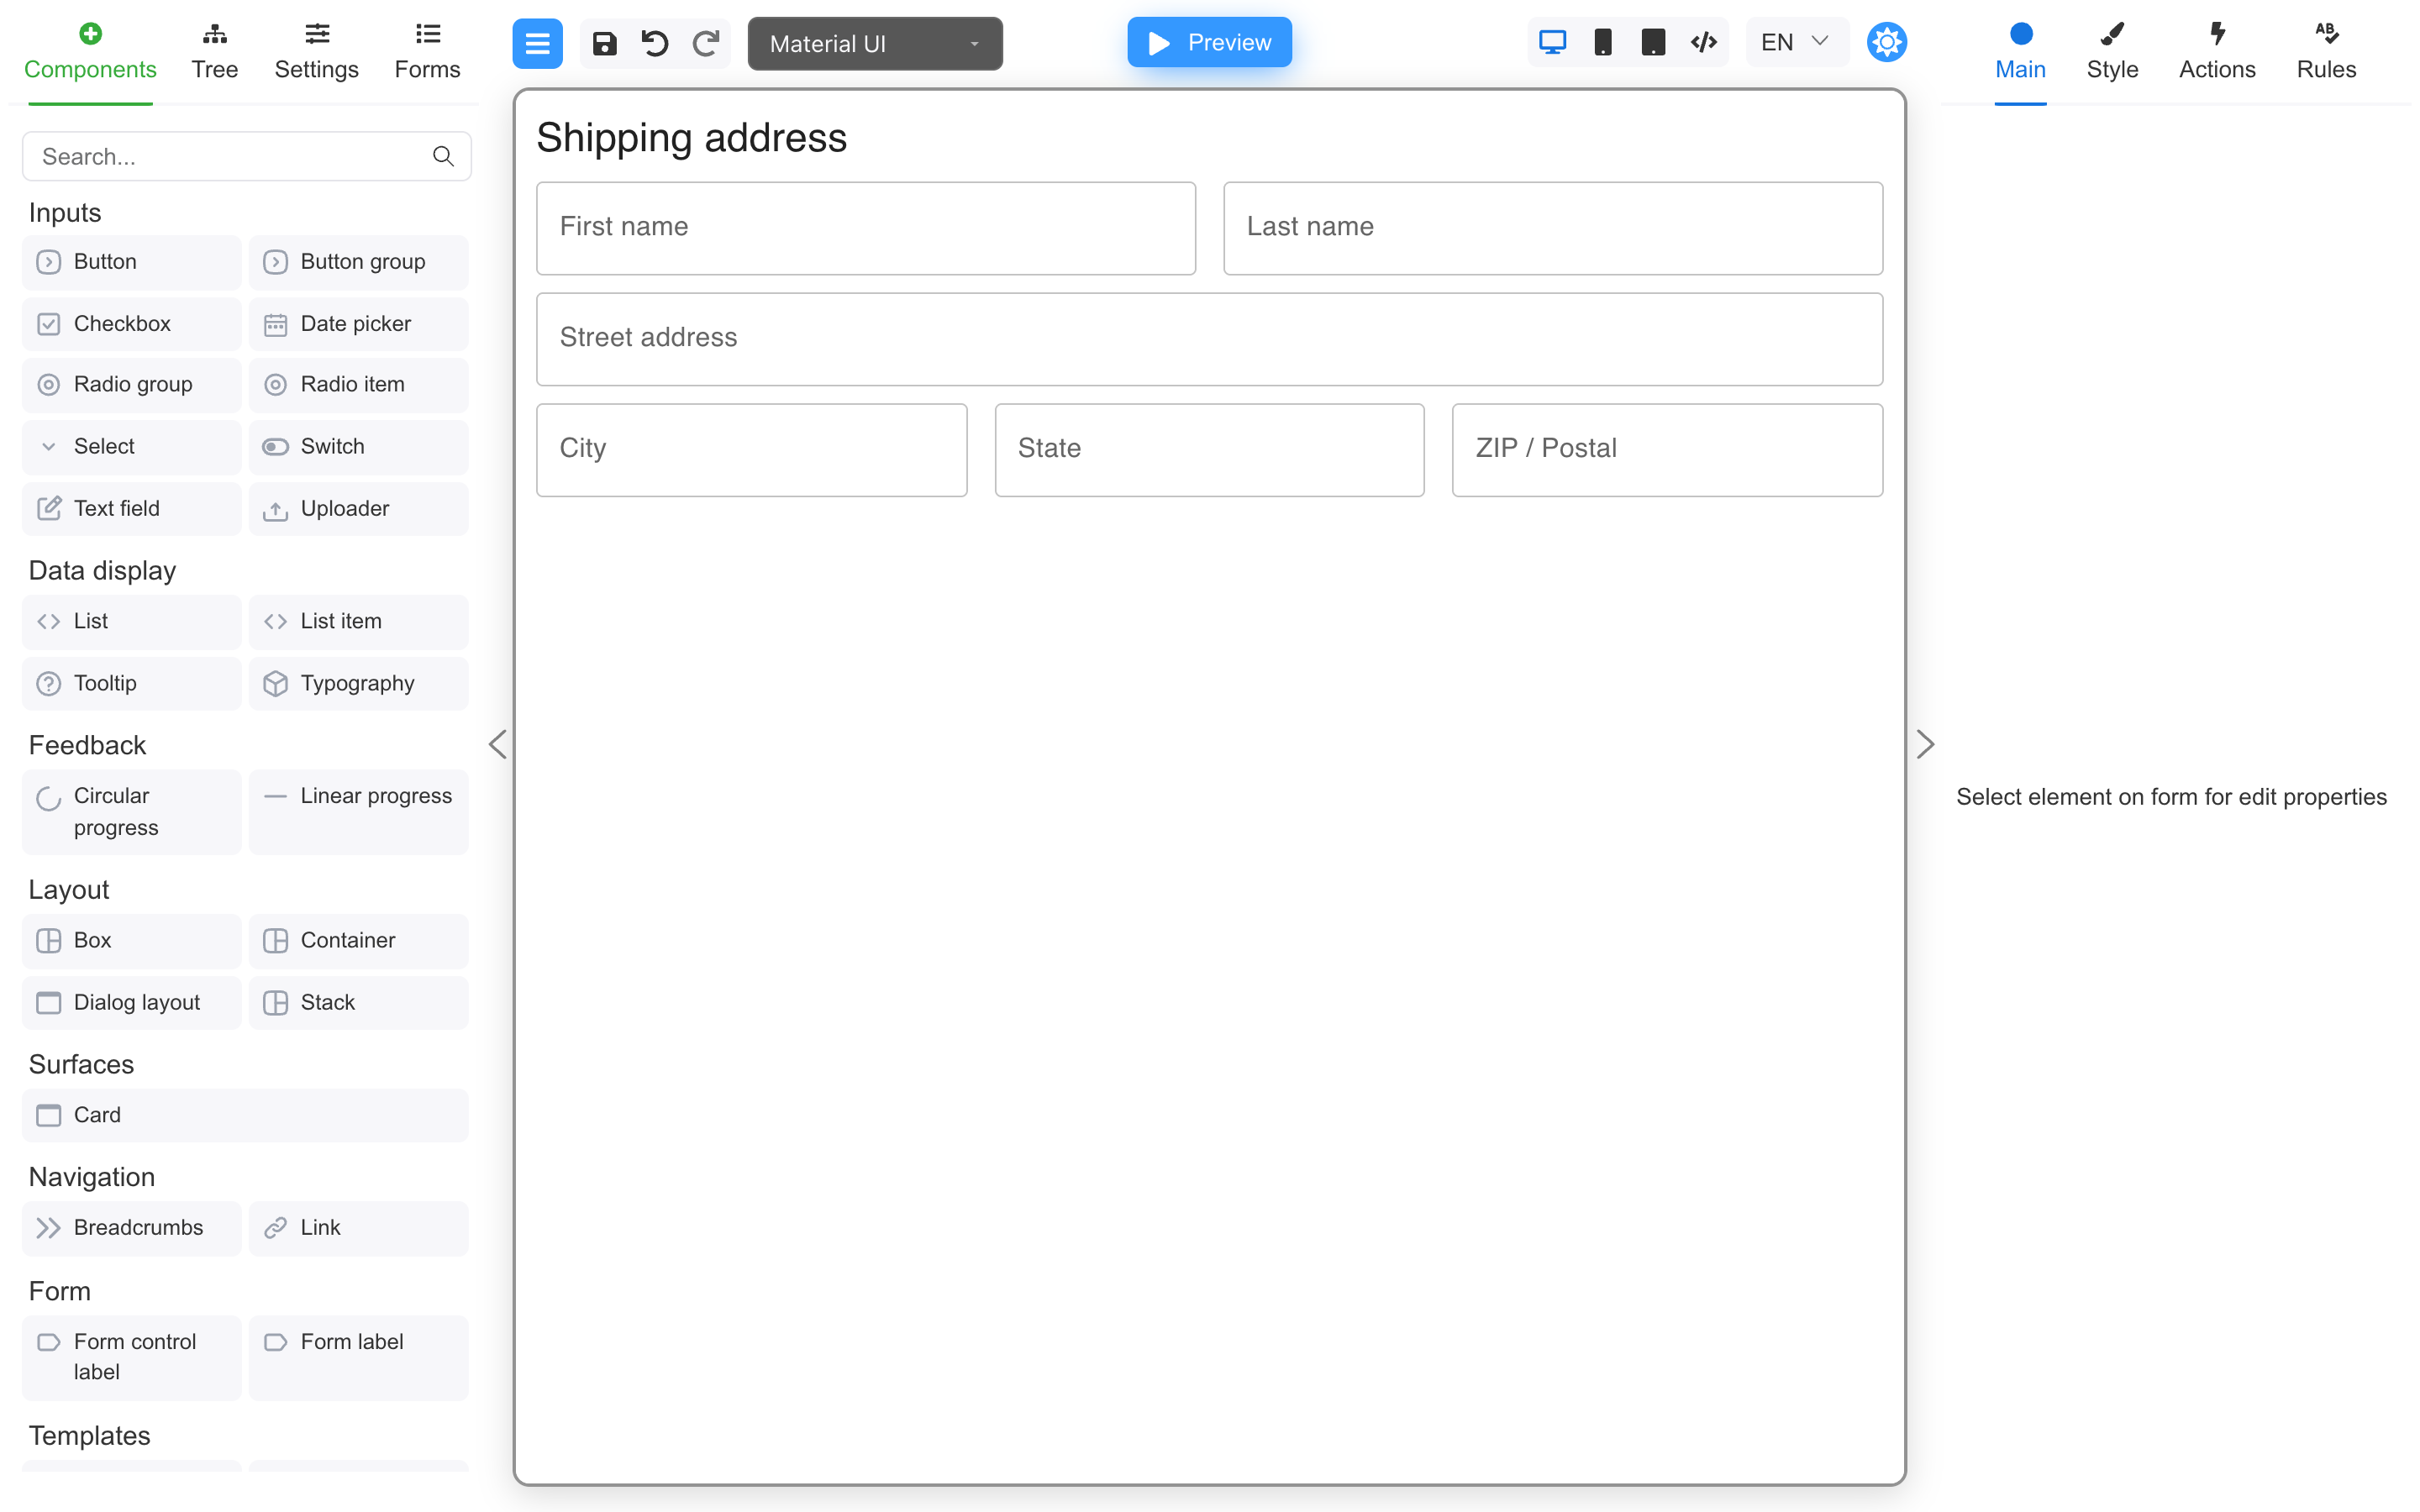 Components
Tree
Settings
Forms
Material UI
Preview
EN
Main
Style
Actions
Rules
Search...
Inputs
Button
Button group
Checkbox
Date picker
Radio group
Radio item
Select
Switch
Text field
Uploader
Data display
List
List item
Tooltip
Typography
Feedback
Circular
progress
Linear progress
Layout
Box
Container
Dialog layout
Stack
Surfaces
Card
Navigation
Breadcrumbs
Link
Form
Form control
label
Form label
Templates
Shipping address
First name
Last name
Street address
City
State
ZIP / Postal
Select element on form for edit properties